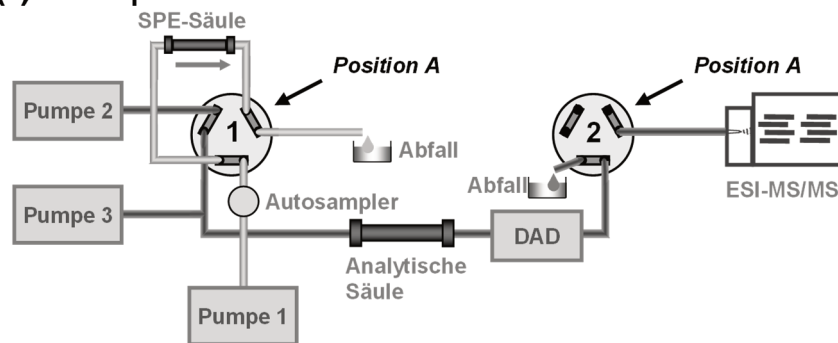 SPE-Säule
Position A
Position A
Pumpe 2
1
2
Abfall
Abfall
ESI-MS/MS
Pumpe 3
Autosampler
DAD
Analytische
Säule
Pumpe 1